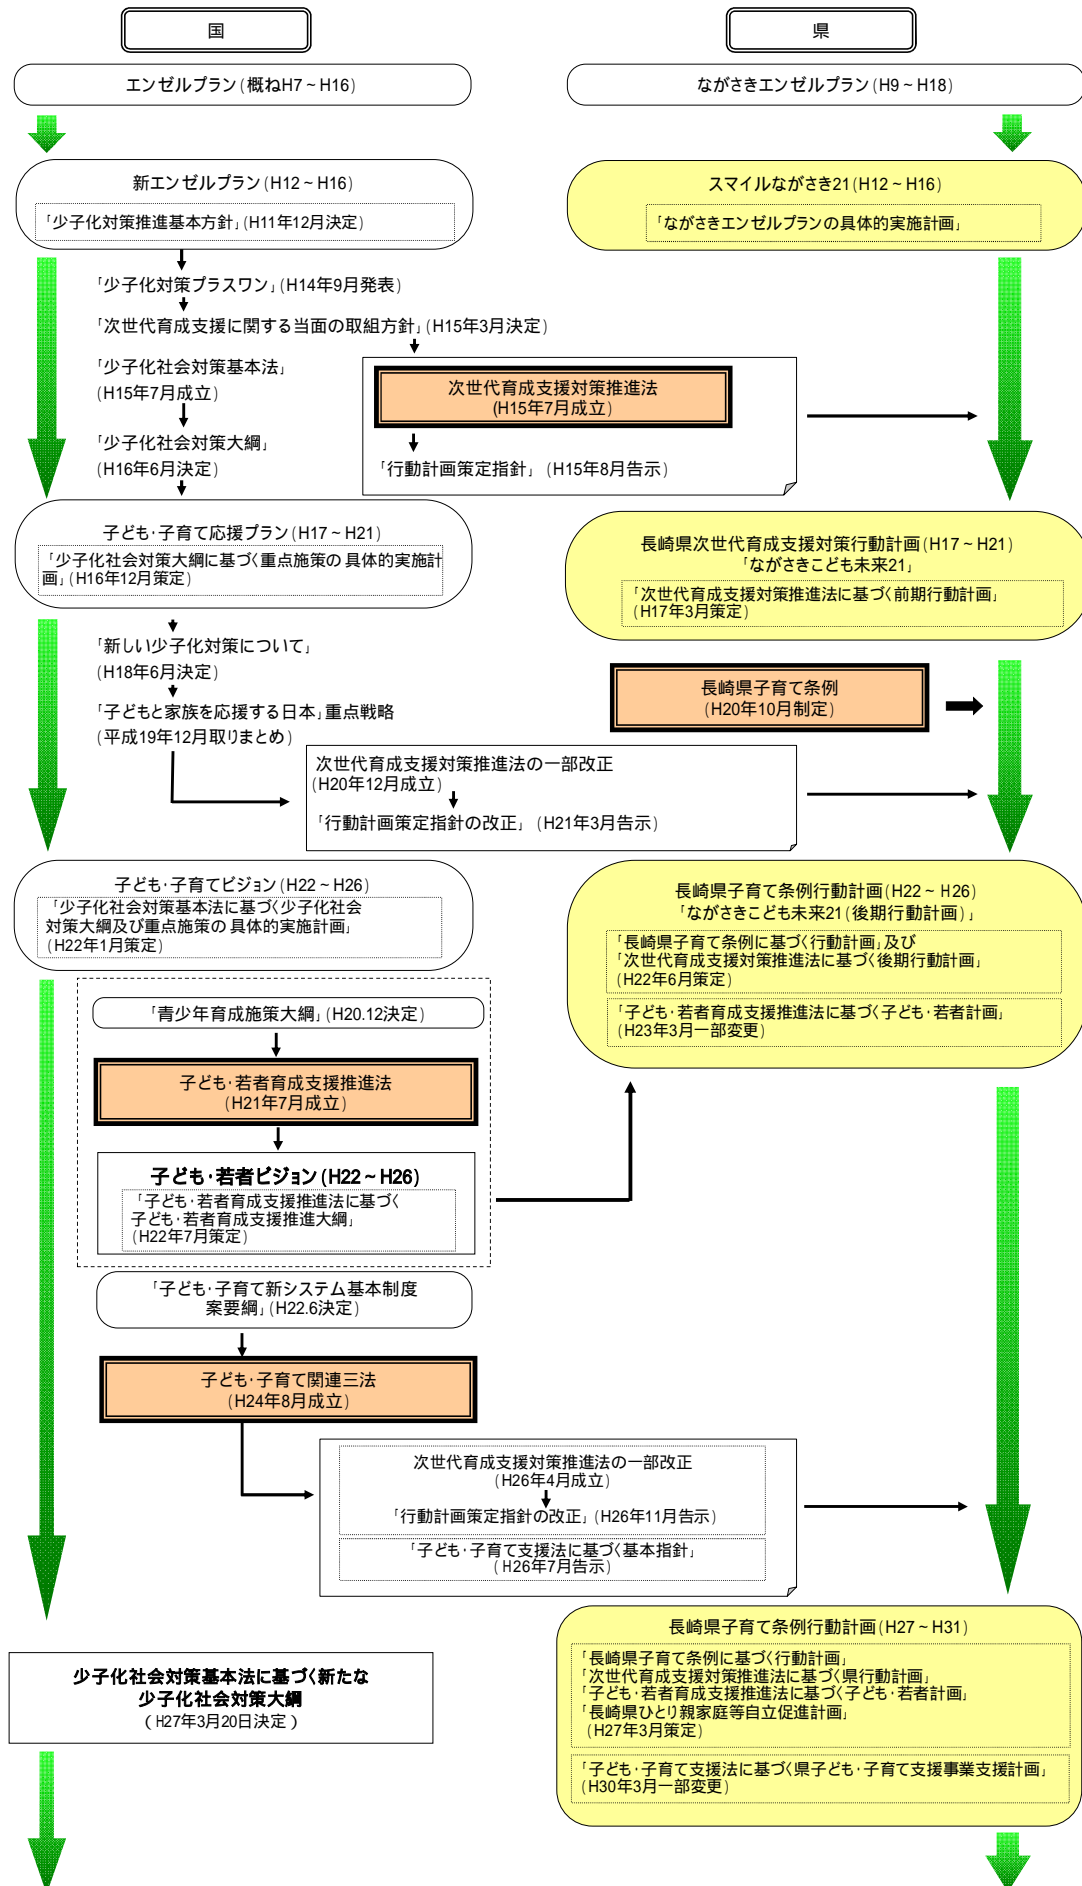 国
県
エンゼルプラン(概ねH7~H16)
ながさきエンゼルプラン(H9~H18)
新エンゼルプラン(H12~H16)
「少子化対策推進基本方針」(H11年12月決定)
スマイルながさき21(H12~H16)
「ながさきエンゼルプランの具体的実施計画」
「少子化対策プラスワン」(H14年9月発表)
「次世代育成支援に関する当面の取組方針」(H15年3月決定)
「少子化社会対策基本法」
(H15年7月成立)
次世代育成支援対策推進法
(H15年7月成立)
「行動計画策定指針」(H15年8月告示)
「少子化社会対策大綱」
(H16年6月決定)
子ども・子育て応援プラン(H17~H21)
「少子化社会対策大綱に基づく重点施策の具体的実施計
画」(H16年12月策定)
長崎県次世代育成支援対策行動計画(H17~H21)
「ながさきこども未来21」
「次世代育成支援対策推進法に基づく前期行動計画」
(H17年3月策定)
「新しい少子化対策について」
(H18年6月決定)
「子どもと家族を応援する日本」重点戦略
(平成19年12月取りまとめ)
長崎県子育て条例
(H20年10月制定)
次世代育成支援対策推進法の一部改正
(H20年12月成立)
「行動計画策定指針の改正」(H21年3月告示)
子ども・子育てビジョン(H22~H26)
「少子化社会対策基本法に基づく少子化社会
対策大綱及び重点施策の具体的実施計画」
(H22年1月策定)
長崎県子育て条例行動計画(H22~H26)
「ながさきこども未来21(後期行動計画)」
「長崎県子育て条例に基づく行動計画」及び
「次世代育成支援対策推進法に基づく後期行動計画」
(H22年6月策定)
「子ども・若者育成支援推進法に基づく子ども・若者計画」
(H23年3月一部変更)
「青少年育成施策大綱」(H20.12決定)
子ども・若者育成支援推進法
(H21年7月成立)
子ども・若者ビジョン(H22~H26)
「子ども・若者育成支援推進法に基づく
子ども・若者育成支援推進大綱」
(H22年7月策定)
「子ども・子育て新システム基本制度
案要綱」(H22.6決定)
子ども・子育て関連三法
(H24年8月成立)
次世代育成支援対策推進法の一部改正
(H26年4月成立)
「行動計画策定指針の改正」(H26年11月告示)
「子ども・子育て支援法に基づく基本指針」
(H26年7月告示)
少子化社会対策基本法に基づく新たな
少子化社会対策大綱
(H27年3月20日決定)
長崎県子育て条例行動計画(H27~H31)
「長崎県子育て条例に基づく行動計画」
「次世代育成支援対策推進法に基づく県行動計画」
「子ども・若者育成支援推進法に基づく子ども・若者計画」
「長崎県ひとり親家庭等自立促進計画」
(H27年3月策定)
「子ども・子育て支援法に基づく県子ども・子育て支援事業支援計画」
(H30年3月一部変更)